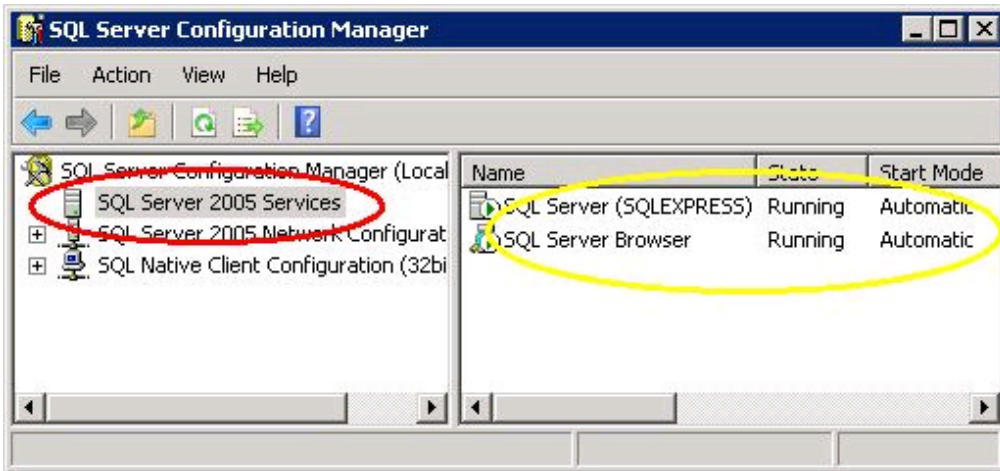 SQL Server Configuration Manager
File Action View Help
SQL Server Configuration Manager (Local
SQL Server 2005 Services
SQL Server 2005 Network Configurat
SQL Native Client Configuration (32bi
Name State Start Mode
SQL Server (SQLEXPRESS) Running Automatic
SQL Server Browser Running Automatic